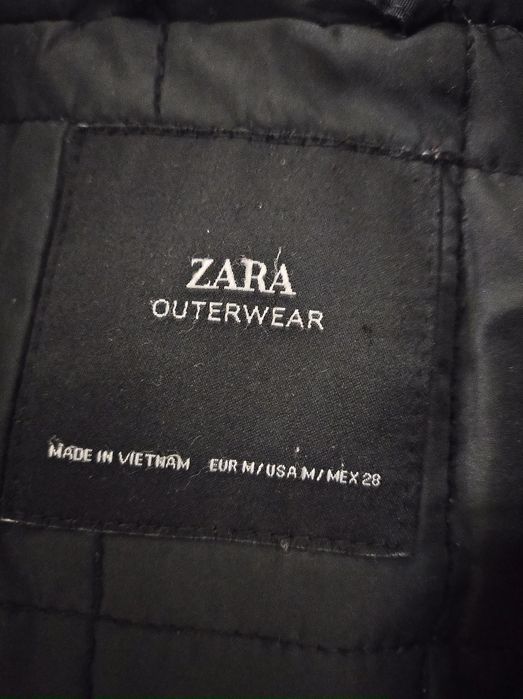 ZARA
OUTERWEAR
MADE IN VIETNAM EUR M/USA M/MEX 28